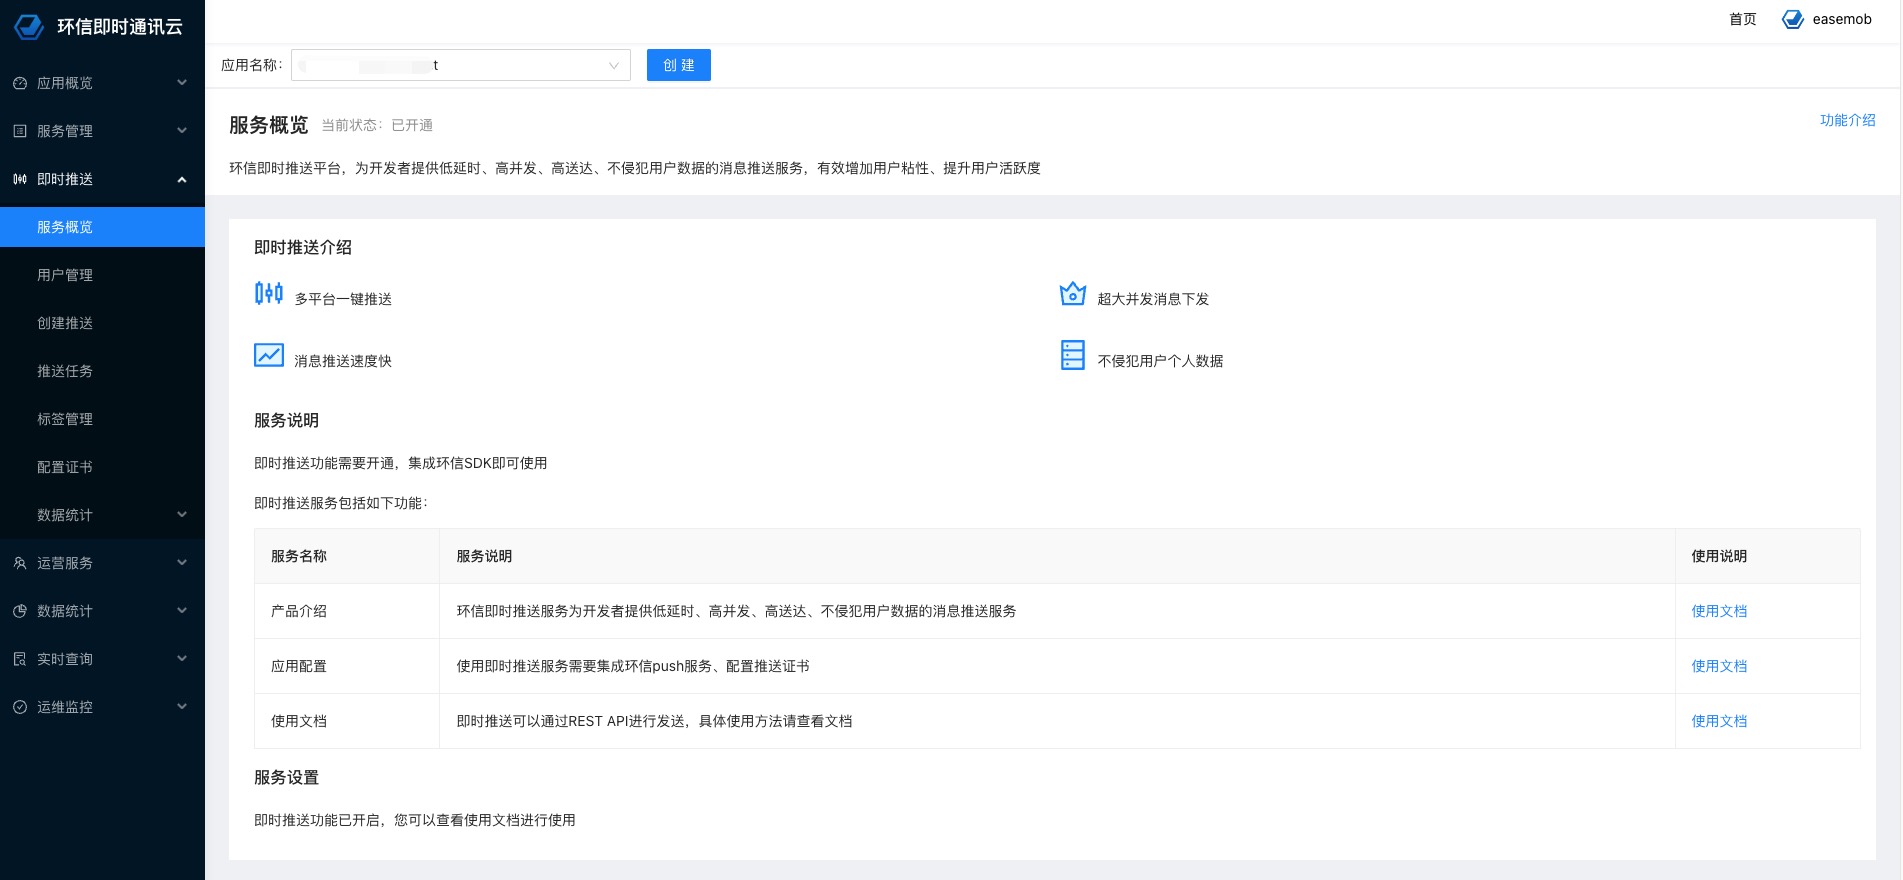 环信即时通讯云
首页
easemob
应用概览
服务管理
即时推送
服务概览
用户管理
创建推送
推送任务
标签管理
配置证书
数据统计
运营服务
数据统计
实时查询
运维监控
应用名称：
t
创 建
服务概览 当前状态：已开通
功能介绍
环信即时推送平台，为开发者提供低延时、高并发、高送达、不侵犯用户数据的消息推送服务，有效增加用户粘性、提升用户活跃度
即时推送介绍
多平台一键推送
超大并发消息下发
消息推送速度快
不侵犯用户个人数据
服务说明
即时推送功能需要开通，集成环信SDK即可使用
即时推送服务包括如下功能：
服务名称 服务说明 使用说明
产品介绍 环信即时推送服务为开发者提供低延时、高并发、高送达、不侵犯用户数据的消息推送服务 使用文档
应用配置 使用即时推送服务需要集成环信push服务、配置推送证书 使用文档
使用文档 即时推送可以通过REST API进行发送，具体使用方法请查看文档 使用文档
服务设置
即时推送功能已开启，您可以查看使用文档进行使用